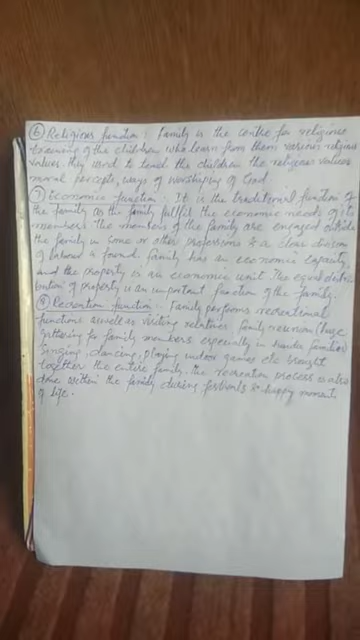 ⑥ Religious function : Family is the centre for religious
training of the children who learn from them various religious
values. they used to teach the children the religious values
moral percepts, ways of worshiping of God.
⑦ Economic function : It is the traditional function of
the family as the family fulfil the economic needs of its
members. The members of the family are engaged outside
the family in some or other professions & a clear division
of labour is found. Family has an economic capacity,
and the property is an economic unit. The equal distri-
bution of property is an important function of the family.
⑧ Recreation function : Family performs recreational
functions as well as visiting relatives, family reunion (huge
gathering for family members especially in families)
Singing, dancing, playing indoor games etc brought
together the entire family. the recreation process is also
done within the family during festivals & happy moments
of life.